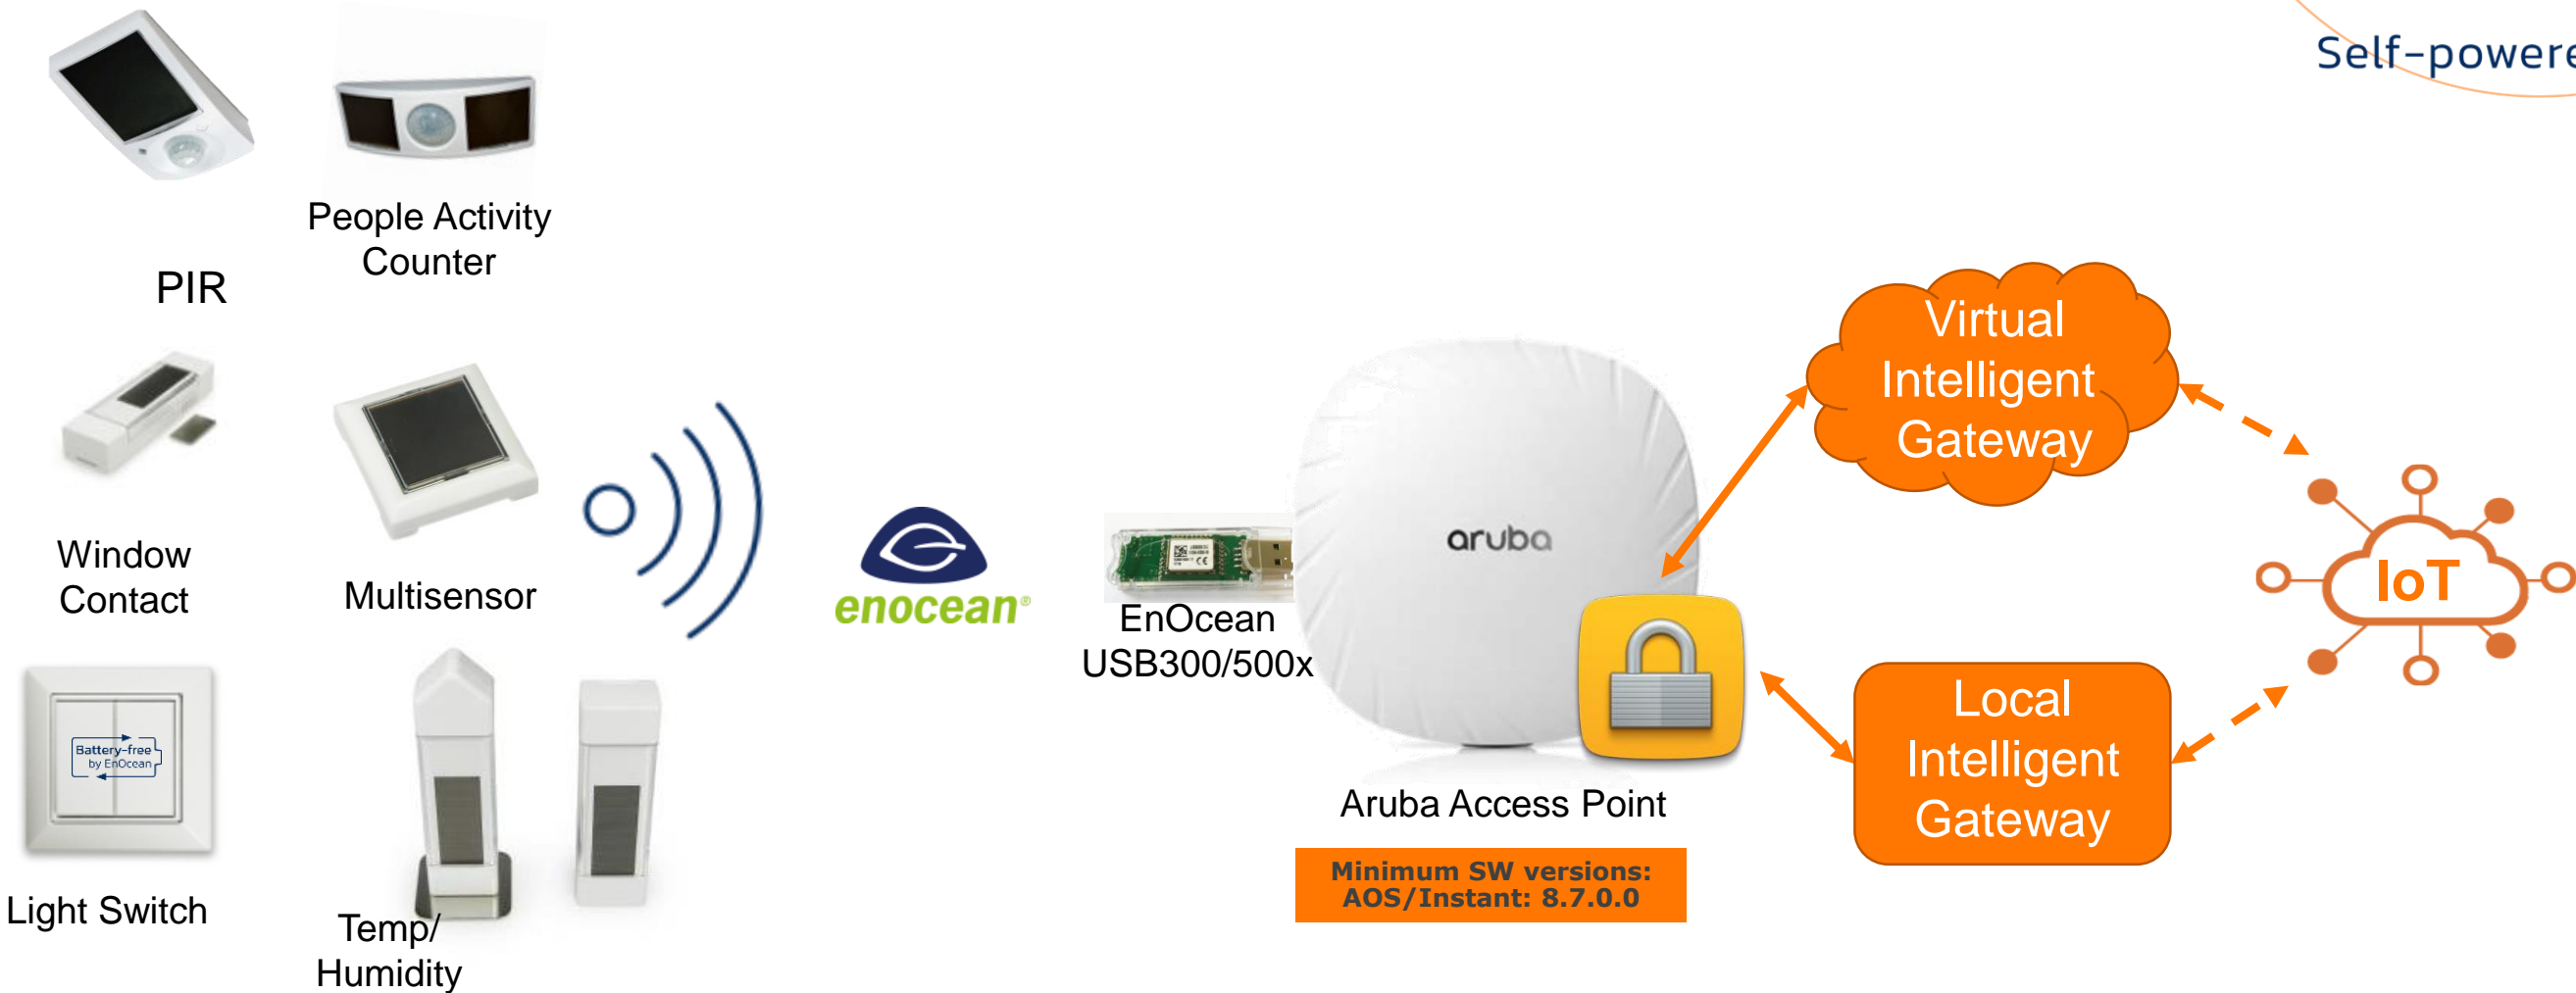 Self-powere
PIR
People Activity
Counter
Window
Contact
Multisensor
Battery-free
by EnOcean
Light Switch
Temp/
Humidity
enocean®
EnOcean
USB300/500x
aruba
Aruba Access Point
Minimum SW versions:
AOS/Instant: 8.7.0.0
Virtual
Intelligent
Gateway
Local
Intelligent
Gateway
IoT